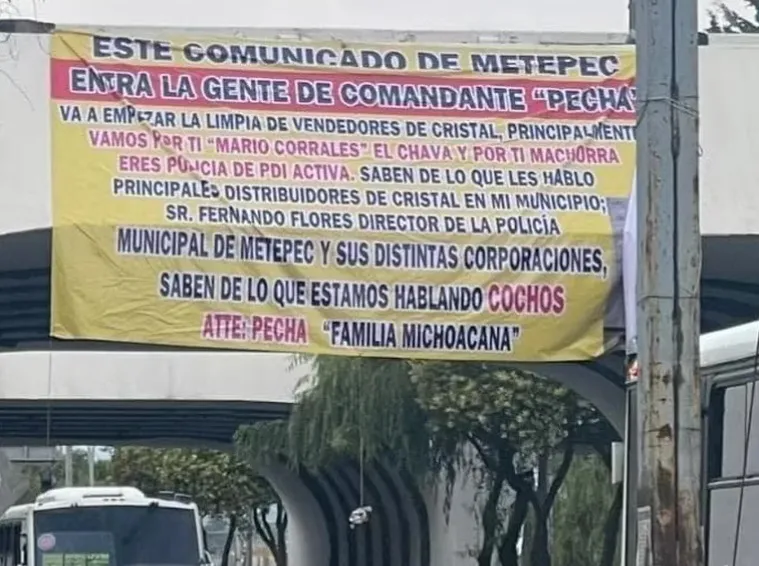 ESTE COMUNICADO DE METEPEC
ENTRA LA GENTE DE COMANDANTE "PECHA"
VA A EMPEZAR LA LIMPIA DE VENDEDORES DE CRISTAL, PRINCIPALMENTE
VAMOS POR TI "MARIO CORRALES" EL CHAVA Y POR TI MACHORRA
ERES POLICIA DE PDI ACTIVA. SABEN DE LO QUE LES HABLO
PRINCIPALES DISTRIBUIDORES DE CRISTAL EN MI MUNICIPIO;
SR. FERNANDO FLORES DIRECTOR DE LA POLICÍA
MUNICIPAL DE METEPEC Y SUS DISTINTAS CORPORACIONES,
SABEN DE LO QUE ESTAMOS HABLANDO COCHOS
ATTE: PECHA "FAMILIA MICHOACANA"